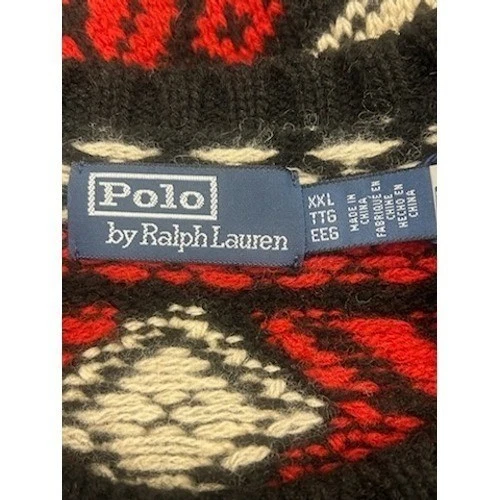 Polo
by Ralph Lauren
XXL
TTG
EEG
MADE IN
CHINA
FABRIQUÉ EN
CHINE
HECHO EN
CHINA